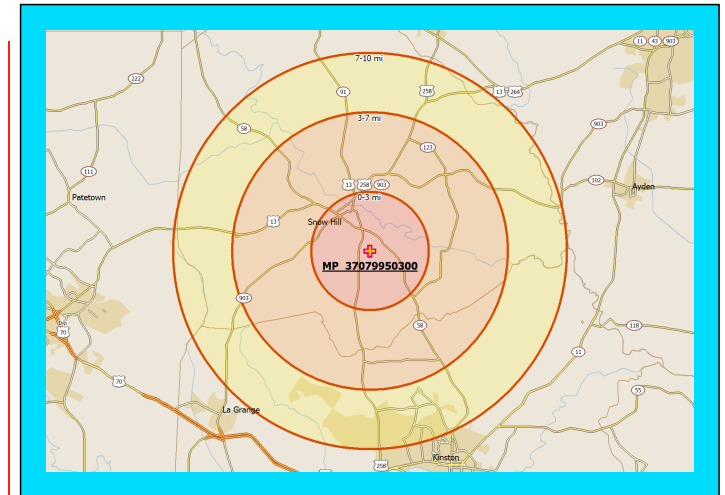 7-10 mi
11 43 903
222
91
258
13 264
3-7 mi
58
903
123
111
13 258 903
102
Ayden
Patetown
0-3 mi
13
Snow Hill
MP_37079950300
903
70
58
118
11
70
55
La Grange
Kinston
258